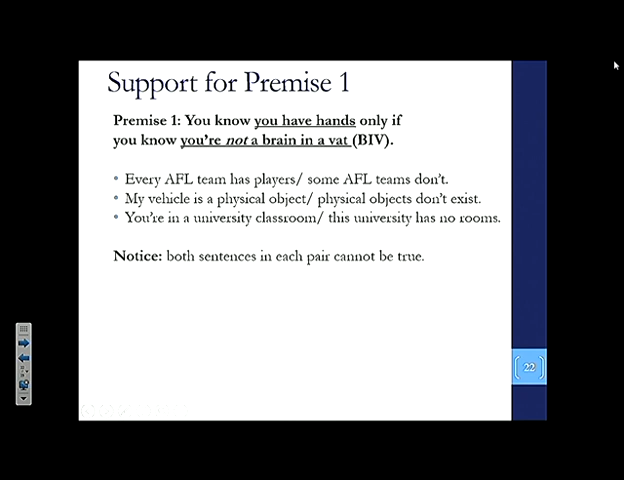 Support for Premise 1
Premise 1: You know you have hands only if
you know you're not a brain in a vat (BIV).
• Every AFL team has players/ some AFL teams don't.
• My vehicle is a physical object/ physical objects don't exist.
• You're in a university classroom/ this university has no rooms.
Notice: both sentences in each pair cannot be true.
22